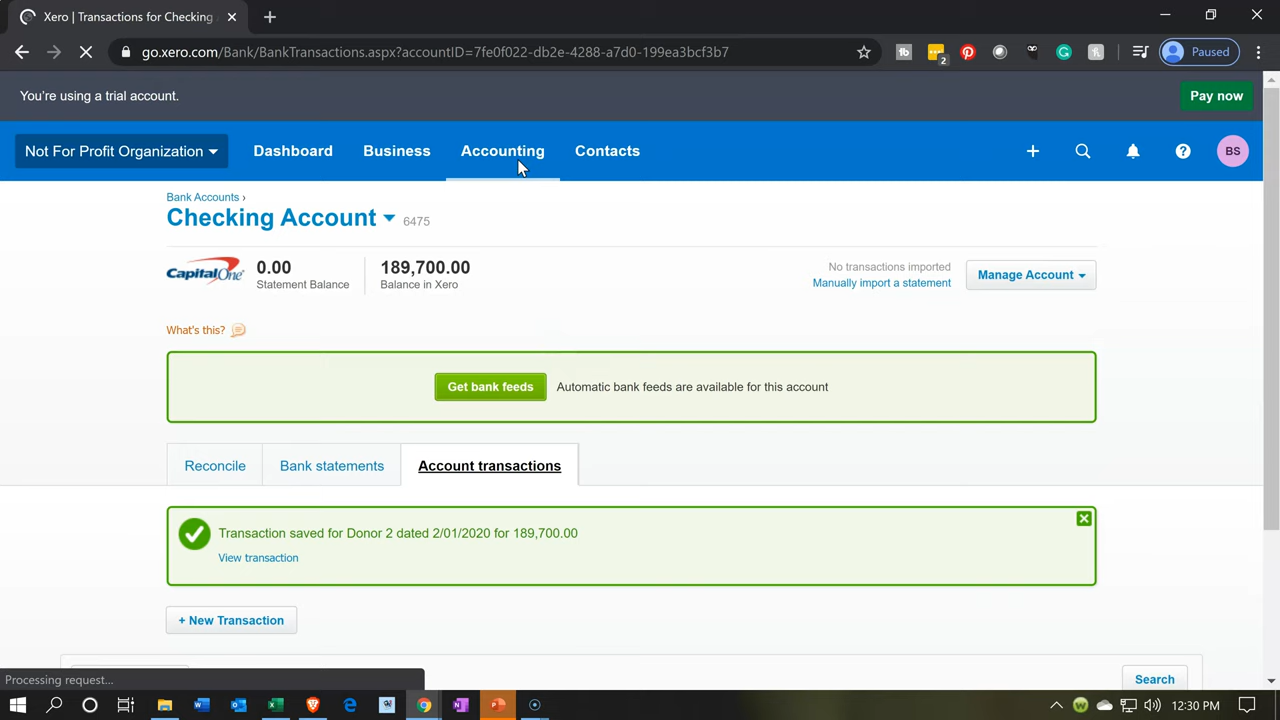 Xero | Transactions for Checking
go.xero.com/Bank/BankTransactions.aspx?accountID=7fe0f022-db2e-4288-a7d0-199ea3bcf3b7
Paused
You're using a trial account.
Pay now
Not For Profit Organization
Dashboard
Business
Accounting
Contacts
BS
Bank Accounts ›
Checking Account 6475
CapitalOne
0.00
Statement Balance
189,700.00
Balance in Xero
No transactions imported
Manually import a statement
Manage Account
What's this?
Get bank feeds
Automatic bank feeds are available for this account
Reconcile
Bank statements
Account transactions
Transaction saved for Donor 2 dated 2/01/2020 for 189,700.00
View transaction
+ New Transaction
Search
Processing request...
12:30 PM